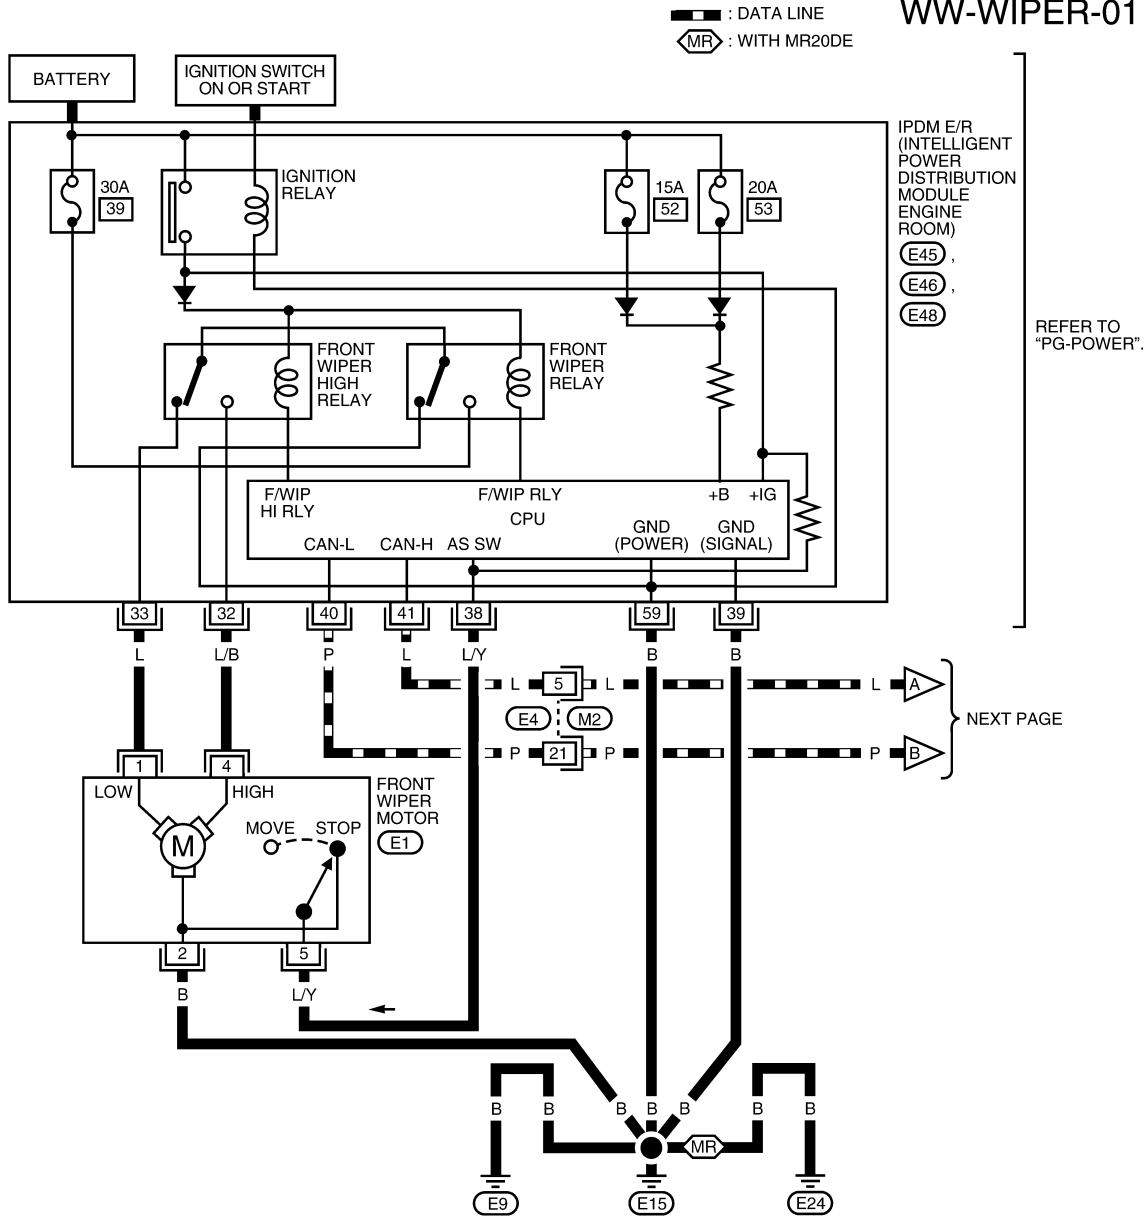 : DATA LINE
WW-WIPER-01
MR : WITH MR20DE
BATTERY
IGNITION SWITCH
ON OR START
IPDM E/R
(INTELLIGENT
POWER
DISTRIBUTION
MODULE
ENGINE
ROOM)
E45 ,
E46 ,
E48
30A
39
IGNITION
RELAY
15A
52
20A
53
REFER TO
“PG-POWER”.
FRONT
WIPER
HIGH
RELAY
FRONT
WIPER
RELAY
F/WIP
HI RLY
F/WIP RLY
+B
+IG
CPU
CAN-L
CAN-H
AS SW
GND
(POWER)
GND
(SIGNAL)
33
32
40
41
38
59
39
L
L/B
P
L
L/Y
B
B
L
5
L
L
A
E4
M2
NEXT PAGE
P
21
P
P
B
1
4
LOW
HIGH
FRONT
WIPER
MOTOR
E1
M
MOVE
STOP
2
5
B
L/Y
B
B
B
B
B
B
B
MR
E9
E15
E24